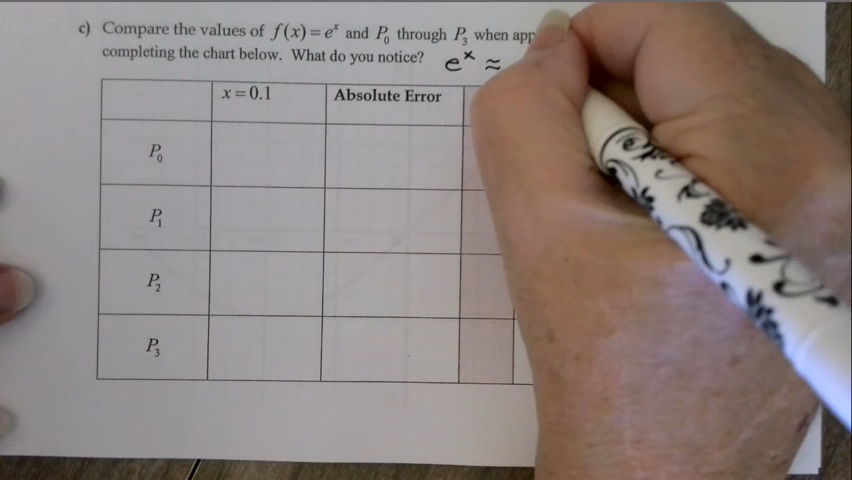 c) Compare the values of f(x) = eˣ and P₀ through P₃ when app
completing the chart below. What do you notice? eˣ ≈
x = 0.1 Absolute Error
P₀
P₁
P₂
P₃